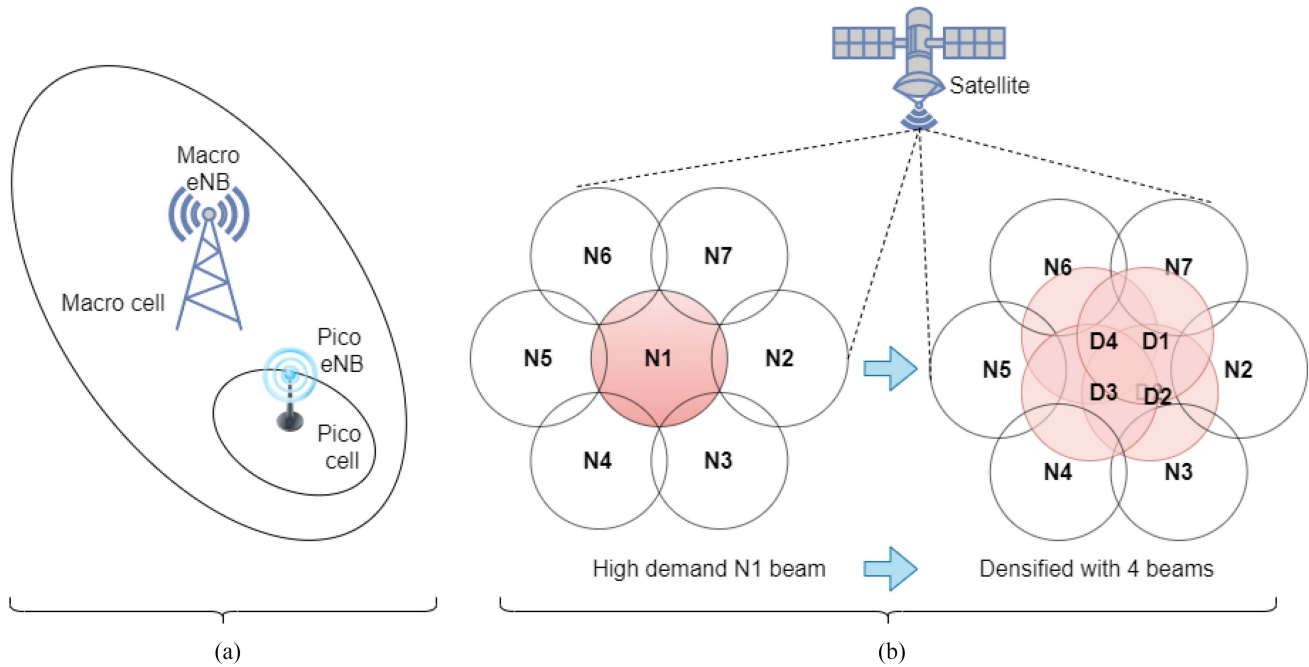 Macro
eNB
Macro cell
Pico
eNB
Pico
cell
(a)
Satellite
N6
N7
N5
N1
N2
N4
N3
N6
N7
D4
D1
N5
N2
D3
D2
N4
N3
High demand N1 beam
Densified with 4 beams
(b)